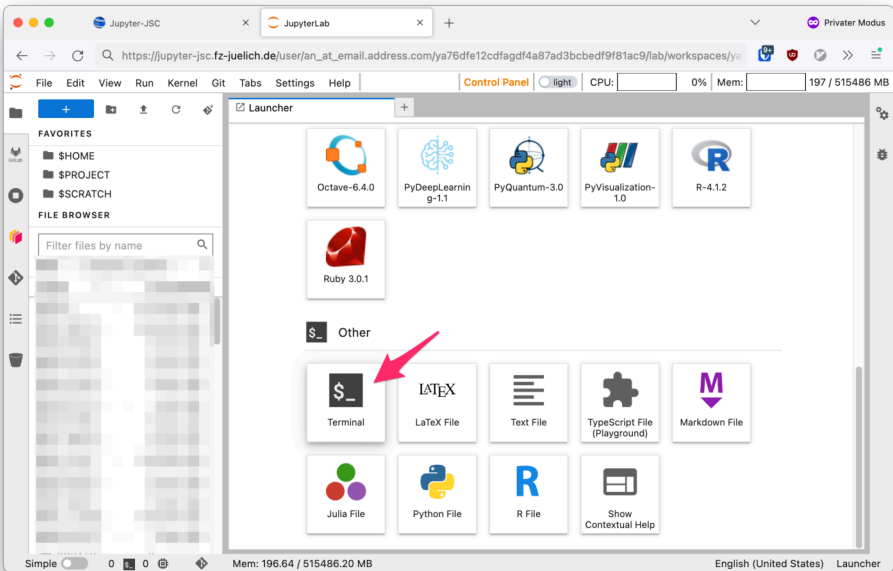 Jupyter-JSC
JupyterLab
Privater Modus
https://jupyter-jsc.fz-juelich.de/user/an_at_email.address.com/ya76dfe12cdfagdf4a87ad3bcbedf9f81ac9/lab/workspaces/ya
9+
File Edit View Run Kernel Git Tabs Settings Help
Control Panel light CPU: 0% Mem: 197 / 515486 MB
Launcher
FAVORITES
GitLab
$HOME
$PROJECT
$SCRATCH
FILE BROWSER
Filter files by name
Octave-6.4.0
PyDeepLearnin
g-1.1
PyQuantum-3.0
PyVisualization-
1.0
R-4.1.2
Ruby 3.0.1
$_ Other
$_
Terminal
LATEX
LaTeX File
Text File
TypeScript File
(Playground)
M
Markdown File
Julia File
Python File
R
R File
Show
Contextual Help
Simple 0 $_ 0 Mem: 196.64 / 515486.20 MB English (United States) Launcher